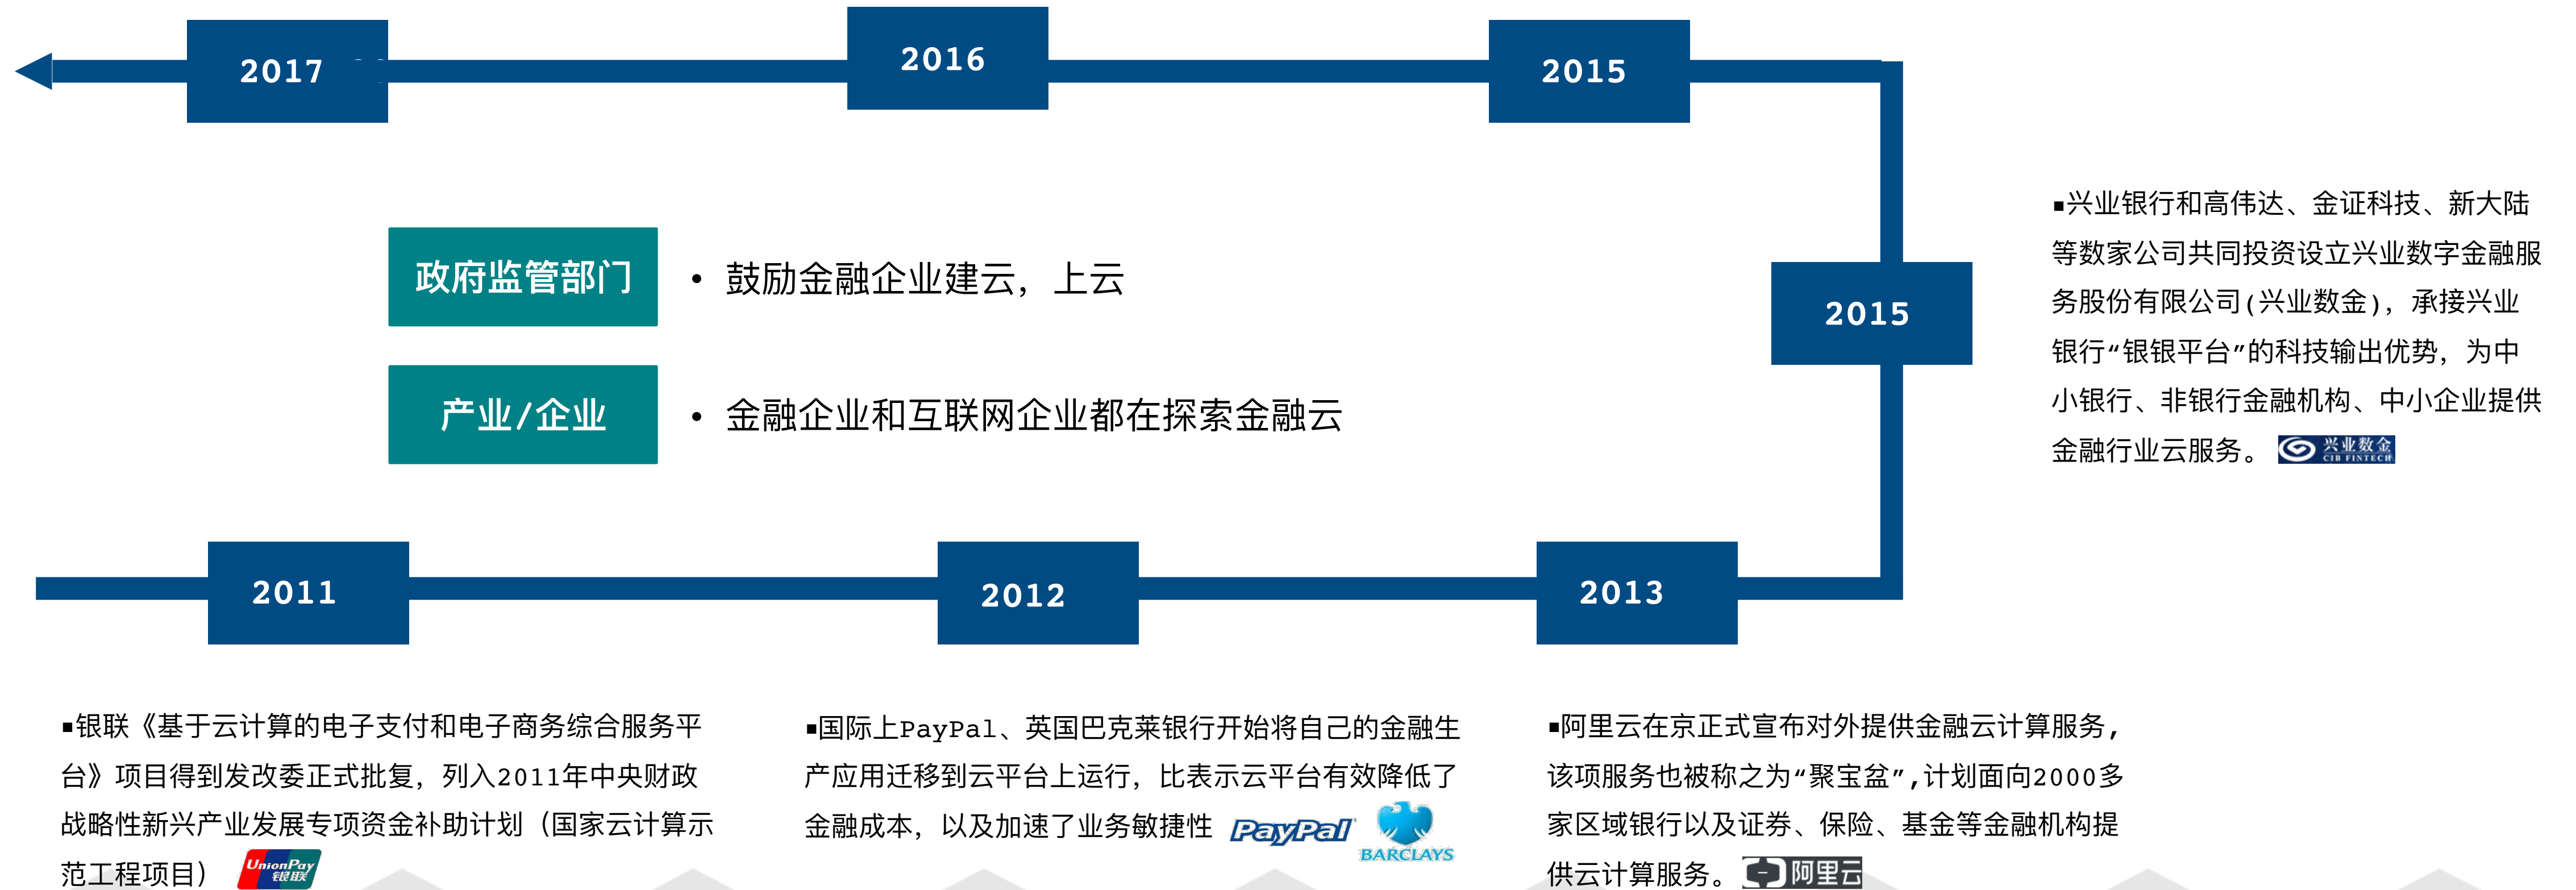 2017
2016
2015
政府监管部门
• 鼓励金融企业建云，上云
产业/企业
• 金融企业和互联网企业都在探索金融云
2015
▪兴业银行和高伟达、金证科技、新大陆
等数家公司共同投资设立兴业数字金融服
务股份有限公司(兴业数金)，承接兴业
银行“银银平台”的科技输出优势，为中
小银行、非银行金融机构、中小企业提供
金融行业云服务。
兴业数金
CIB FINTECH
2011
2012
2013
▪银联《基于云计算的电子支付和电子商务综合服务平
台》项目得到发改委正式批复，列入2011年中央财政
战略性新兴产业发展专项资金补助计划（国家云计算示
范工程项目）
UnionPay
银联
▪国际上PayPal、英国巴克莱银行开始将自己的金融生
产应用迁移到云平台上运行，比表示云平台有效降低了
金融成本，以及加速了业务敏捷性
PayPal
BARCLAYS
▪阿里云在京正式宣布对外提供金融云计算服务,
该项服务也被称之为“聚宝盆”,计划面向2000多
家区域银行以及证券、保险、基金等金融机构提
供云计算服务。
阿里云